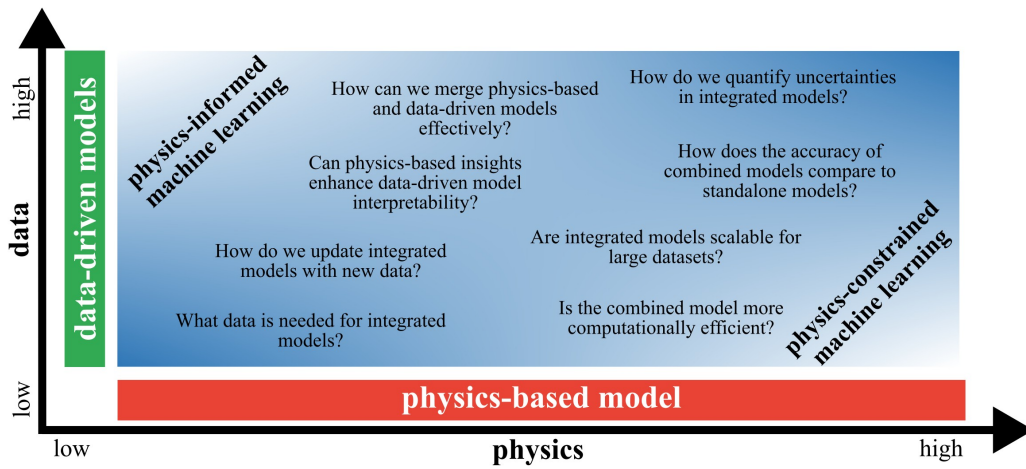 high
data
low
data-driven models
physics-informed
machine learning
How can we merge physics-based
and data-driven models
effectively?
How do we quantify uncertainties
in integrated models?
Can physics-based insights
enhance data-driven model
interpretability?
How does the accuracy of
combined models compare to
standalone models?
How do we update integrated
models with new data?
Are integrated models scalable for
large datasets?
What data is needed for integrated
models?
Is the combined model more
computationally efficient?
physics-constrained
machine learning
physics-based model
low
physics
high